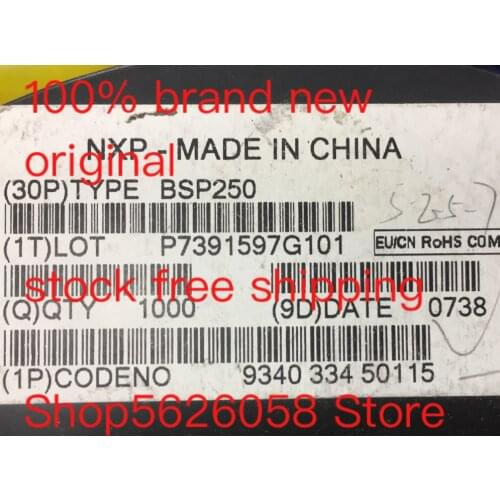 100% brand new
original
NXP - MADE IN CHINA
(30P)TYPE BSP250
(1T)LOT P7391597G101
EU/CN RoHS COM
stock free shipping
(Q)QTY 1000 (9D)DATE 0738
(1P)CODENO 9340 334 50115
Shop5626058 Store